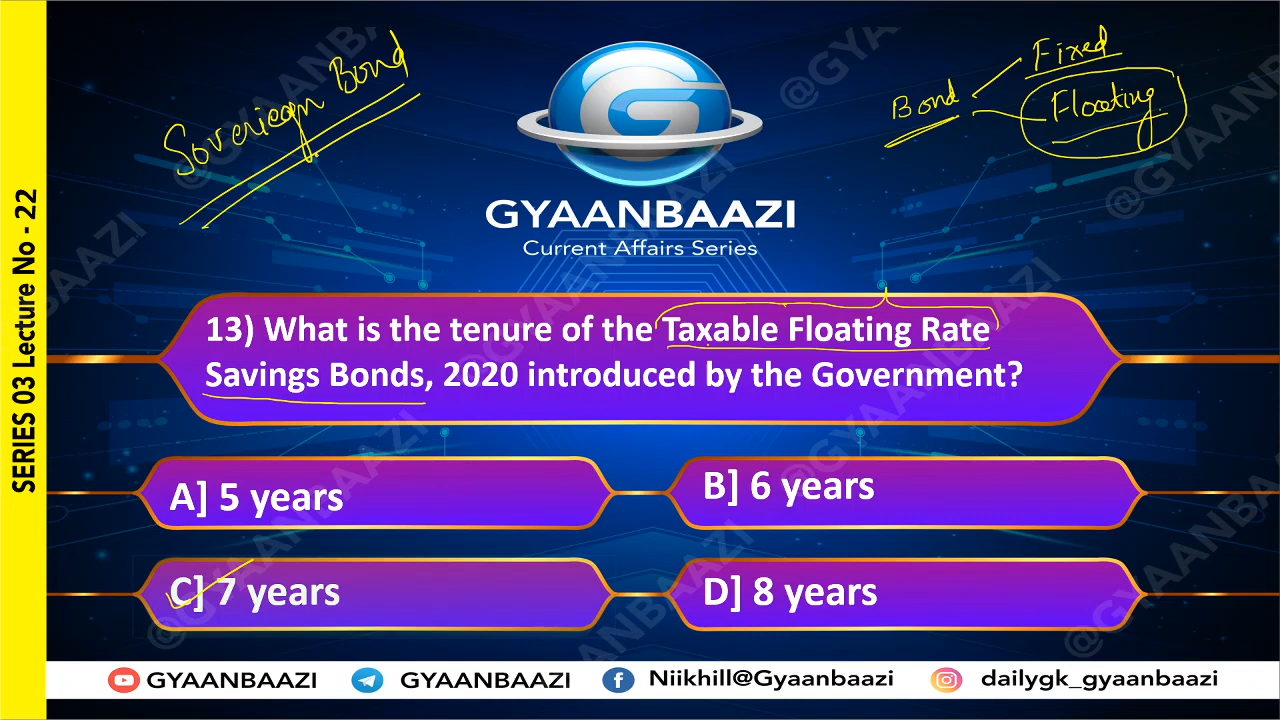 Soveriegn Bond
Bond
Fixed
Floating
GYAANBAAZI
Current Affairs Series
SERIES 03 Lecture No - 22
13) What is the tenure of the Taxable Floating Rate
Savings Bonds, 2020 introduced by the Government?
A] 5 years
B] 6 years
C] 7 years
D] 8 years
GYAANBAAZI
GYAANBAAZI
Niikhill@Gyaanbaazi
dailygk_gyaanbaazi
@GYAANBAAZI